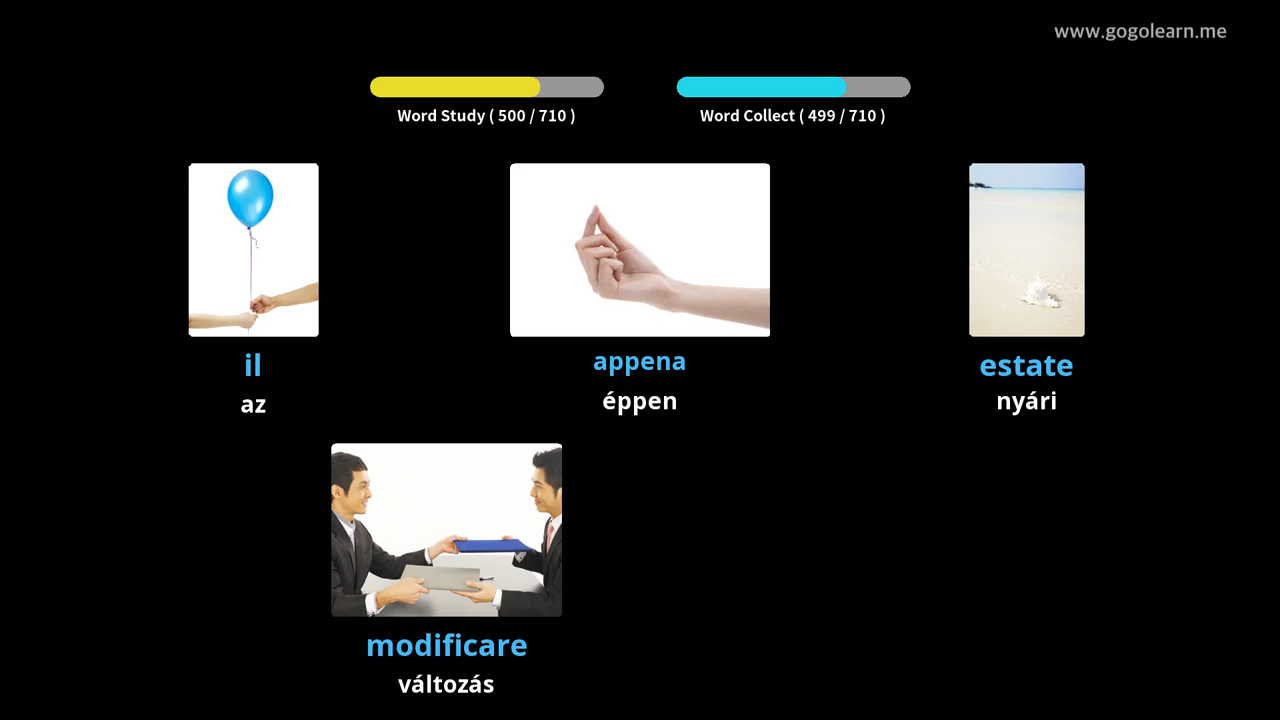 www.gogolearn.me
Word Study ( 500 / 710 )
Word Collect ( 499 / 710 )
il
az
appena
éppen
estate
nyári
modificare
változás